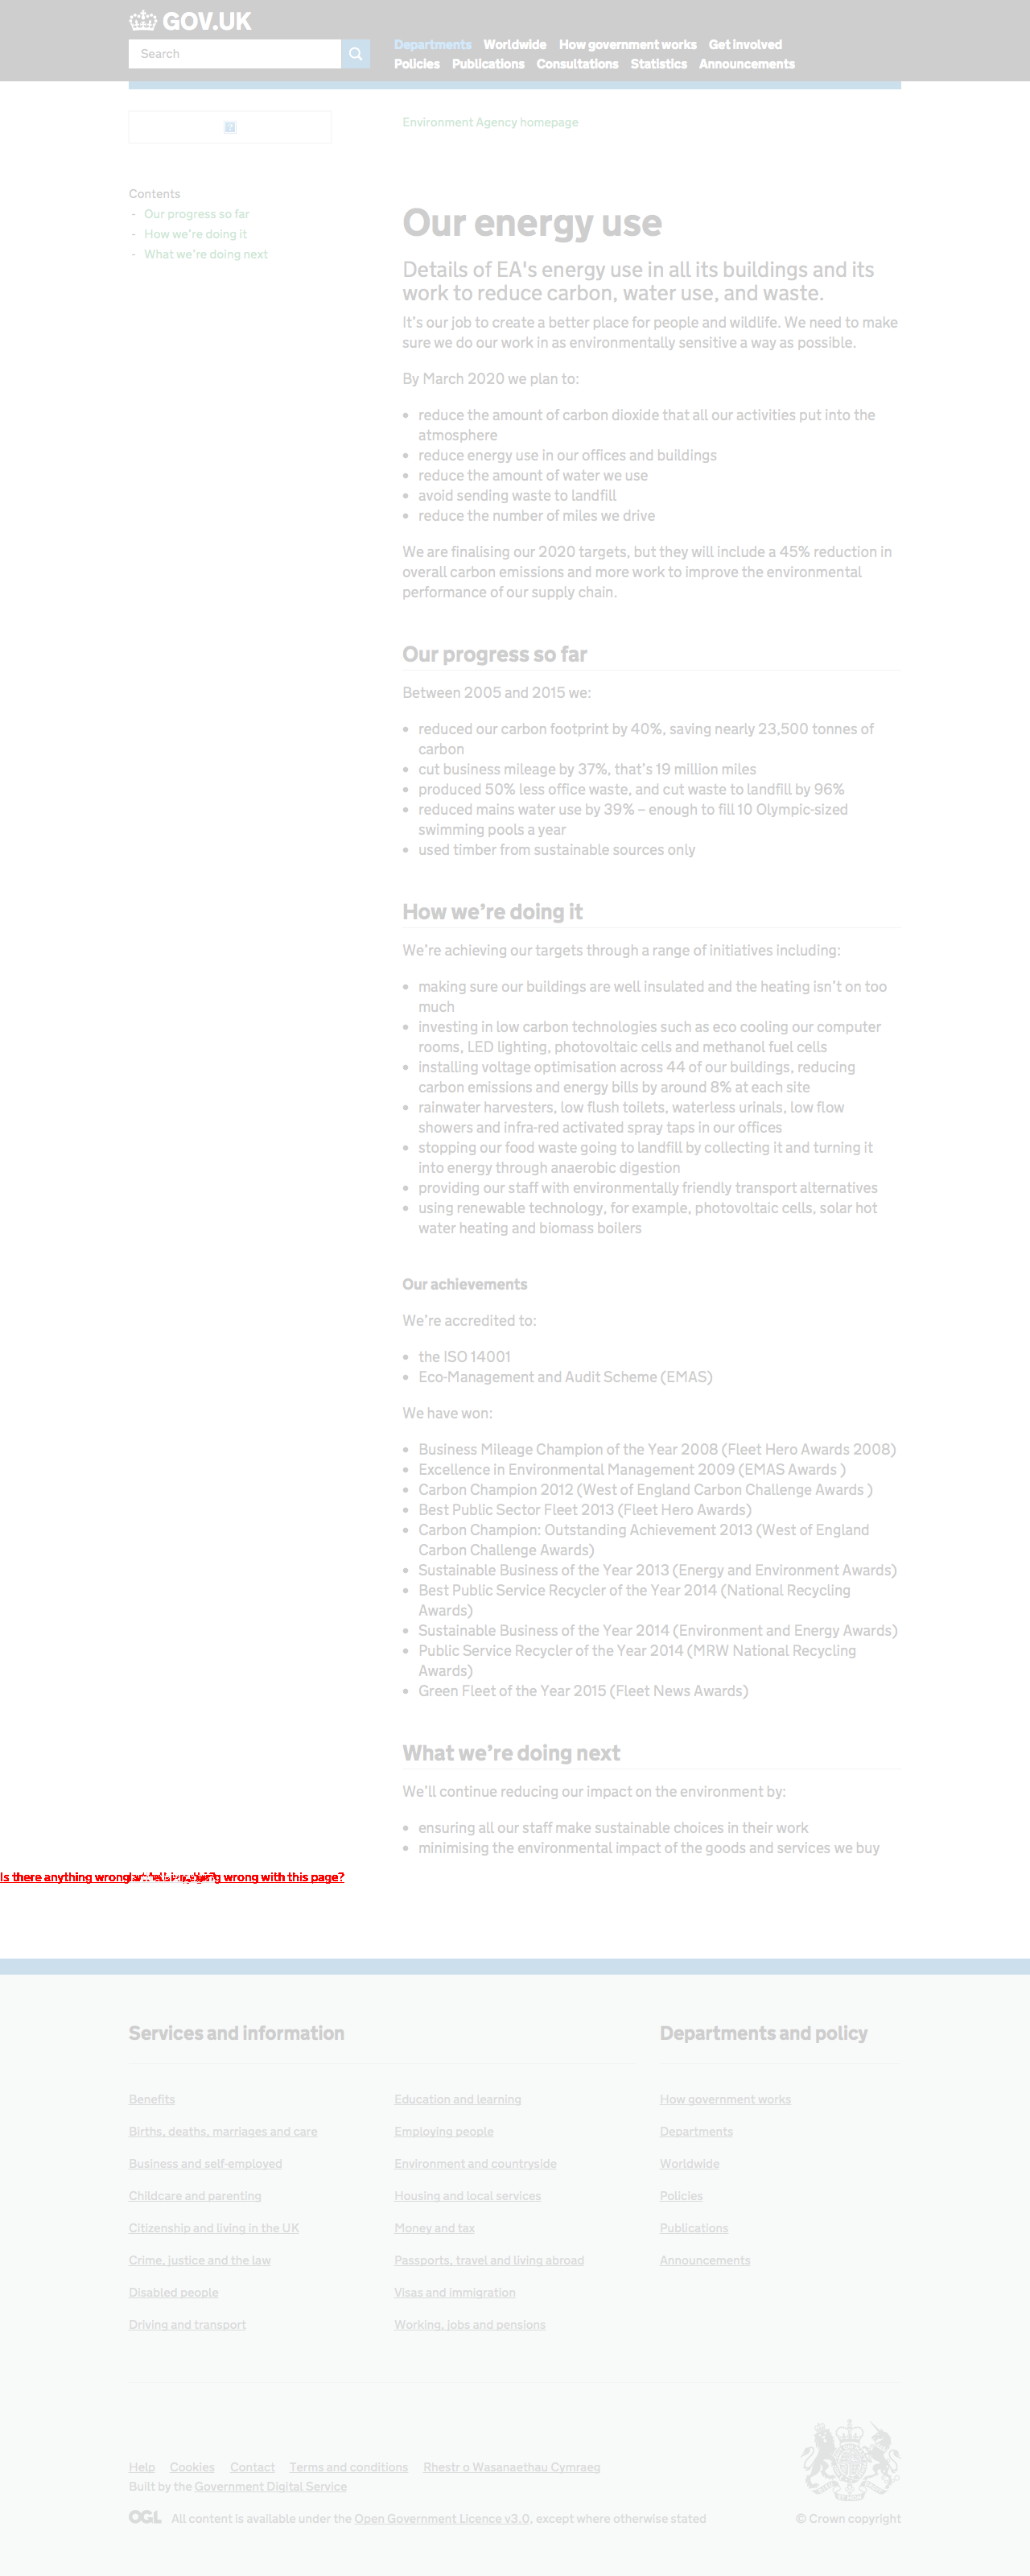 GOV.UK
Search
Departments Worldwide How government works Get involved
Policies Publications Consultations Statistics Announcements
?
Environment Agency homepage
Contents
- Our progress so far
- How we're doing it
- What we're doing next
Our energy use
Details of EA's energy use in all its buildings and its
work to reduce carbon, water use, and waste.
It's our job to create a better place for people and wildlife. We need to make
sure we do our work in as environmentally sensitive a way as possible.
By March 2020 we plan to:
• reduce the amount of carbon dioxide that all our activities put into the
atmosphere
• reduce energy use in our offices and buildings
• reduce the amount of water we use
• avoid sending waste to landfill
• reduce the number of miles we drive
We are finalising our 2020 targets, but they will include a 45% reduction in
overall carbon emissions and more work to improve the environmental
performance of our supply chain.
Our progress so far
Between 2005 and 2015 we:
• reduced our carbon footprint by 40%, saving nearly 23,500 tonnes of
carbon
• cut business mileage by 37%, that's 19 million miles
• produced 50% less office waste, and cut waste to landfill by 96%
• reduced mains water use by 39% – enough to fill 10 Olympic-sized
swimming pools a year
• used timber from sustainable sources only
How we're doing it
We're achieving our targets through a range of initiatives including:
• making sure our buildings are well insulated and the heating isn't on too
much
• investing in low carbon technologies such as eco cooling our computer
rooms, LED lighting, photovoltaic cells and methanol fuel cells
• installing voltage optimisation across 44 of our buildings, reducing
carbon emissions and energy bills by around 8% at each site
• rainwater harvesters, low flush toilets, waterless urinals, low flow
showers and infra-red activated spray taps in our offices
• stopping our food waste going to landfill by collecting it and turning it
into energy through anaerobic digestion
• providing our staff with environmentally friendly transport alternatives
• using renewable technology, for example, photovoltaic cells, solar hot
water heating and biomass boilers
Our achievements
We're accredited to:
• the ISO 14001
• Eco-Management and Audit Scheme (EMAS)
We have won:
• Business Mileage Champion of the Year 2008 (Fleet Hero Awards 2008)
• Excellence in Environmental Management 2009 (EMAS Awards )
• Carbon Champion 2012 (West of England Carbon Challenge Awards )
• Best Public Sector Fleet 2013 (Fleet Hero Awards)
• Carbon Champion: Outstanding Achievement 2013 (West of England
Carbon Challenge Awards)
• Sustainable Business of the Year 2013 (Energy and Environment Awards)
• Best Public Service Recycler of the Year 2014 (National Recycling
Awards)
• Sustainable Business of the Year 2014 (Environment and Energy Awards)
• Public Service Recycler of the Year 2014 (MRW National Recycling
Awards)
• Green Fleet of the Year 2015 (Fleet News Awards)
What we're doing next
We'll continue reducing our impact on the environment by:
• ensuring all our staff make sustainable choices in their work
• minimising the environmental impact of the goods and services we buy
Is there anything wrong wrong with this page?
Services and information Departments and policy
Benefits Education and learning How government works
Births, deaths, marriages and care Employing people Departments
Business and self-employed Environment and countryside Worldwide
Childcare and parenting Housing and local services Policies
Citizenship and living in the UK Money and tax Publications
Crime, justice and the law Passports, travel and living abroad Announcements
Disabled people Visas and immigration
Driving and transport Working, jobs and pensions
Help Cookies Contact Terms and conditions Rhestr o Wasanaethau Cymraeg
Built by the Government Digital Service
OGL All content is available under the Open Government Licence v3.0, except where otherwise stated © Crown copyright